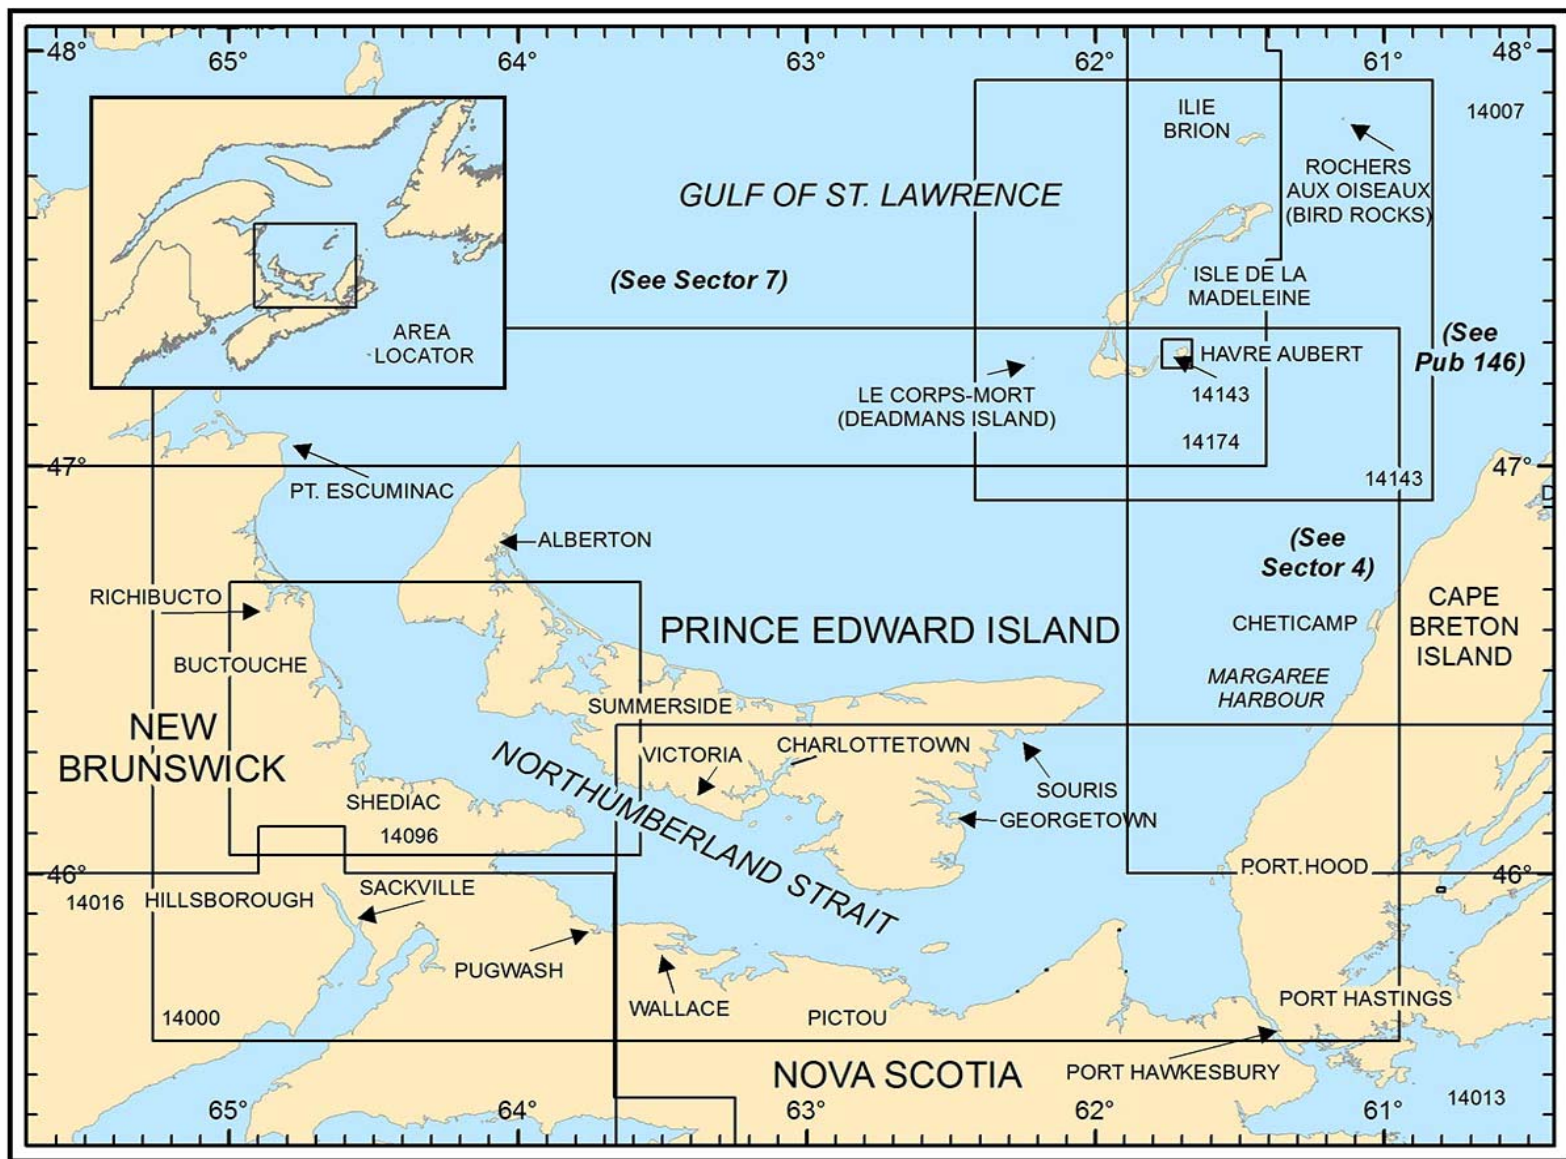 65°
64°
63°
62°
61°
48°
48°
14007
ILIE
BRION
ROCHERS
AUX OISEAUX
(BIRD ROCKS)
GULF OF ST. LAWRENCE
(See Sector 7)
ISLE DE LA
MADELEINE
AREA
LOCATOR
HAVRE AUBERT
14143
(See
Pub 146)
LE CORPS-MORT
(DEADMANS ISLAND)
14174
47°
47°
14143
PT. ESCUMINAC
ALBERTON
(See
Sector 4)
RICHIBUCTO
CAPE
BRETON
ISLAND
CHETICAMP
PRINCE EDWARD ISLAND
BUCTOUCHE
MARGAREE
HARBOUR
SUMMERSIDE
NEW
BRUNSWICK
VICTORIA
CHARLOTTETOWN
NORTHUMBERLAND STRAIT
SOURIS
SHEDIAC
GEORGETOWN
14096
46°
46°
PORT HOOD
14016
HILLSBOROUGH
SACKVILLE
PUGWASH
WALLACE
PICTOU
PORT HASTINGS
14000
NOVA SCOTIA
PORT HAWKESBURY
14013
65°
64°
63°
62°
61°